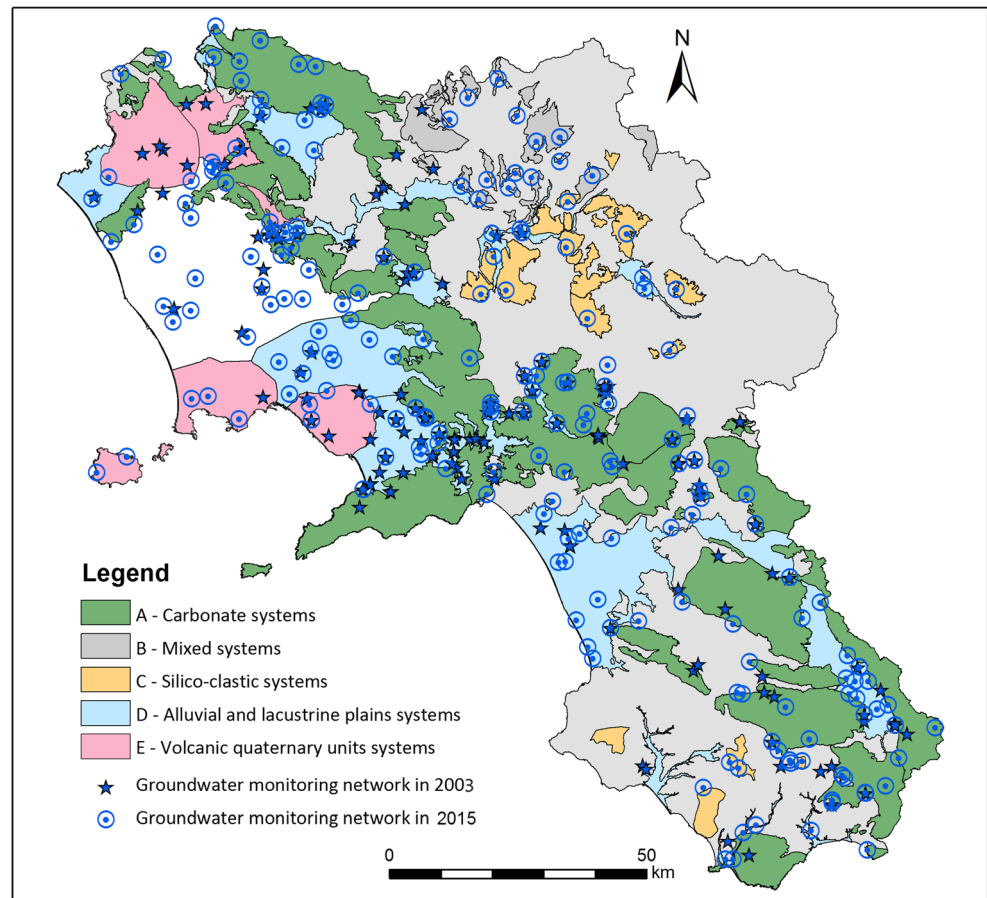 N
Legend
A - Carbonate systems
B - Mixed systems
C - Silico-clastic systems
D - Alluvial and lacustrine plains systems
E - Volcanic quaternary units systems
Groundwater monitoring network in 2003
Groundwater monitoring network in 2015
0 50
km